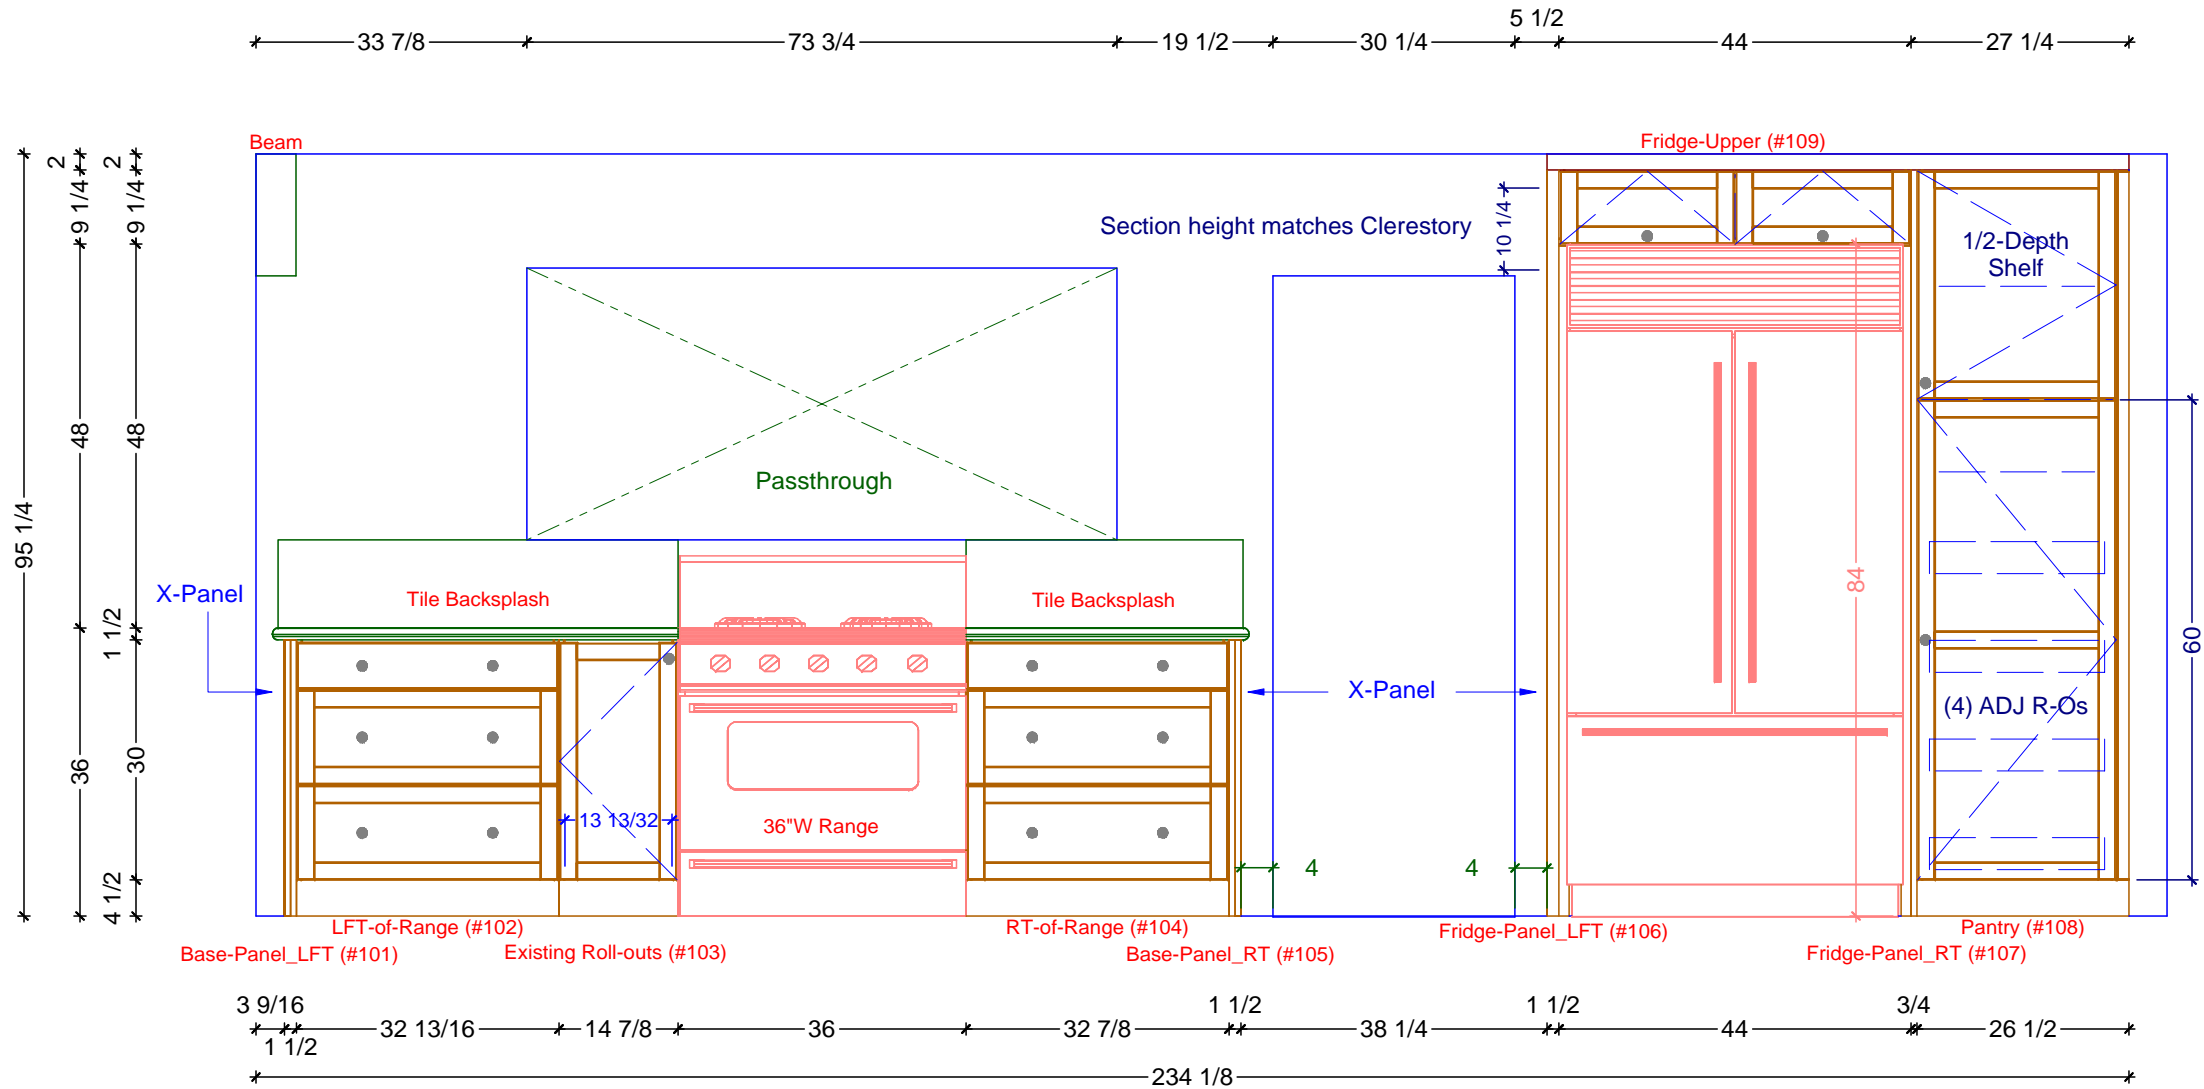 5 1/2
33 7/8 73 3/4 19 1/2 30 1/4 44 27 1/4
Beam
Fridge-Upper (#109)
2
2
9 1/4
9 1/4
Section height matches Clerestory
10 1/4
1/2-Depth
Shelf
48
48
95 1/4
Passthrough
84
X-Panel
Tile Backsplash
Tile Backsplash
1 1/2
60
X-Panel
(4) ADJ R-Os
36
30
13 13/32
36"W Range
4
4
4 1/2
LFT-of-Range (#102)
RT-of-Range (#104)
Fridge-Panel_LFT (#106)
Pantry (#108)
Base-Panel_LFT (#101)
Existing Roll-outs (#103)
Base-Panel_RT (#105)
Fridge-Panel_RT (#107)
3 9/16 1 1/2 1 1/2 3/4
32 13/16 14 7/8 36 32 7/8 38 1/4 44 26 1/2
1 1/2
234 1/8